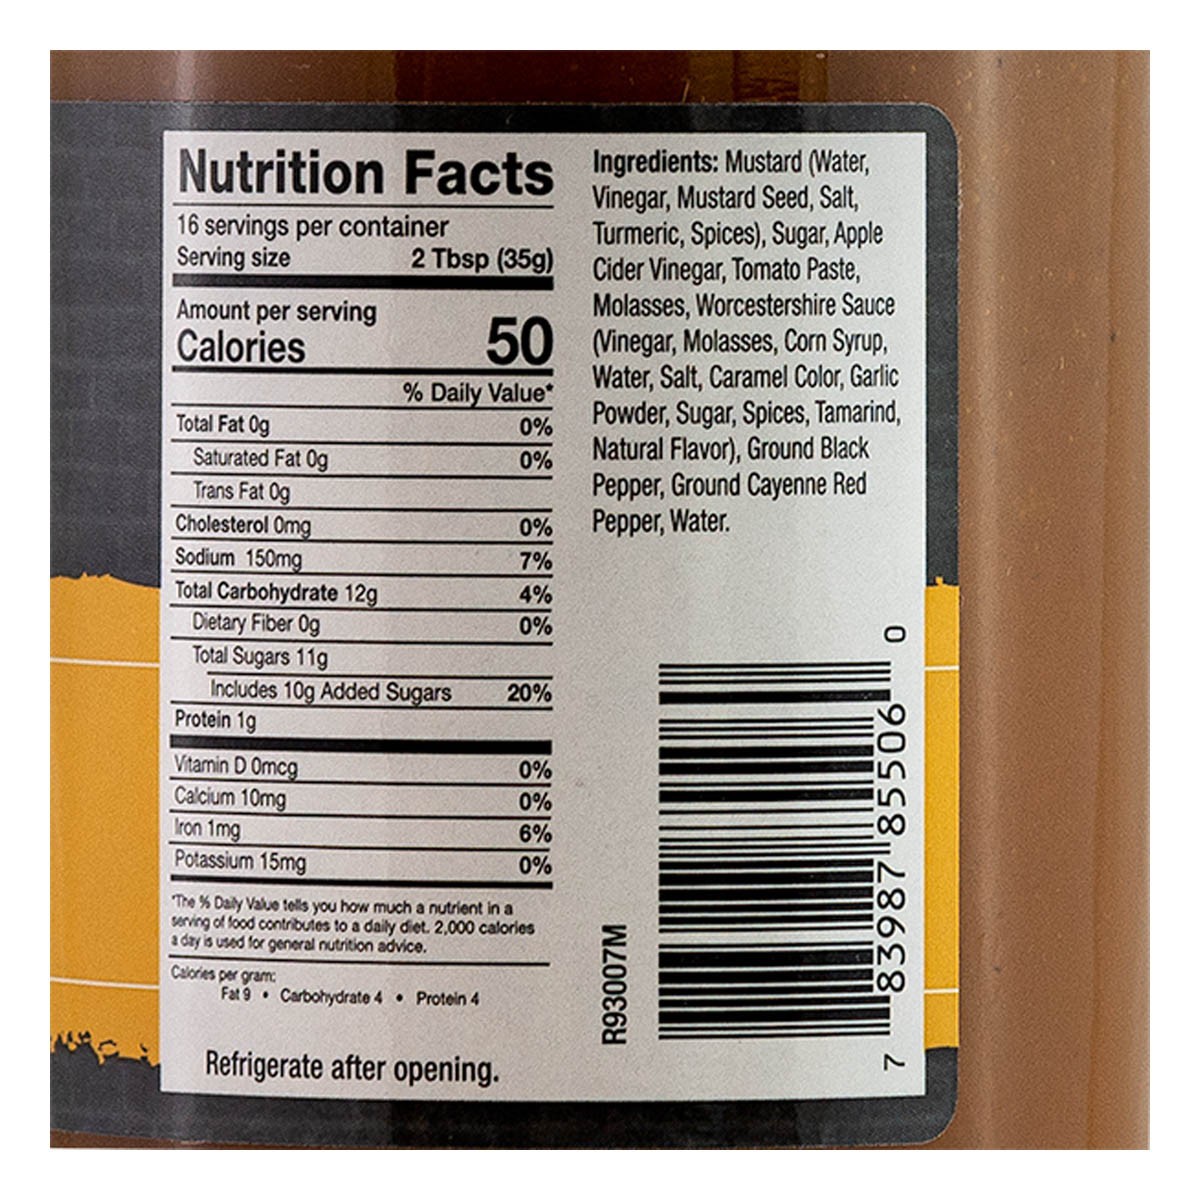 Nutrition Facts
16 servings per container
Serving size 2 Tbsp (35g)
Amount per serving
Calories 50
% Daily Value*
Total Fat 0g 0%
Saturated Fat 0g 0%
Trans Fat 0g
Cholesterol 0mg 0%
Sodium 150mg 7%
Total Carbohydrate 12g 4%
Dietary Fiber 0g 0%
Total Sugars 11g
Includes 10g Added Sugars 20%
Protein 1g
Vitamin D 0mcg 0%
Calcium 10mg 0%
Iron 1mg 6%
Potassium 15mg 0%
*The % Daily Value tells you how much a nutrient in a
serving of food contributes to a daily diet. 2,000 calories
a day is used for general nutrition advice.
Calories per gram:
Fat 9 • Carbohydrate 4 • Protein 4
Refrigerate after opening.
Ingredients: Mustard (Water,
Vinegar, Mustard Seed, Salt,
Turmeric, Spices), Sugar, Apple
Cider Vinegar, Tomato Paste,
Molasses, Worcestershire Sauce
(Vinegar, Molasses, Corn Syrup,
Water, Salt, Caramel Color, Garlic
Powder, Sugar, Spices, Tamarind,
Natural Flavor), Ground Black
Pepper, Ground Cayenne Red
Pepper, Water.
R93007M
7 83987 85506 0